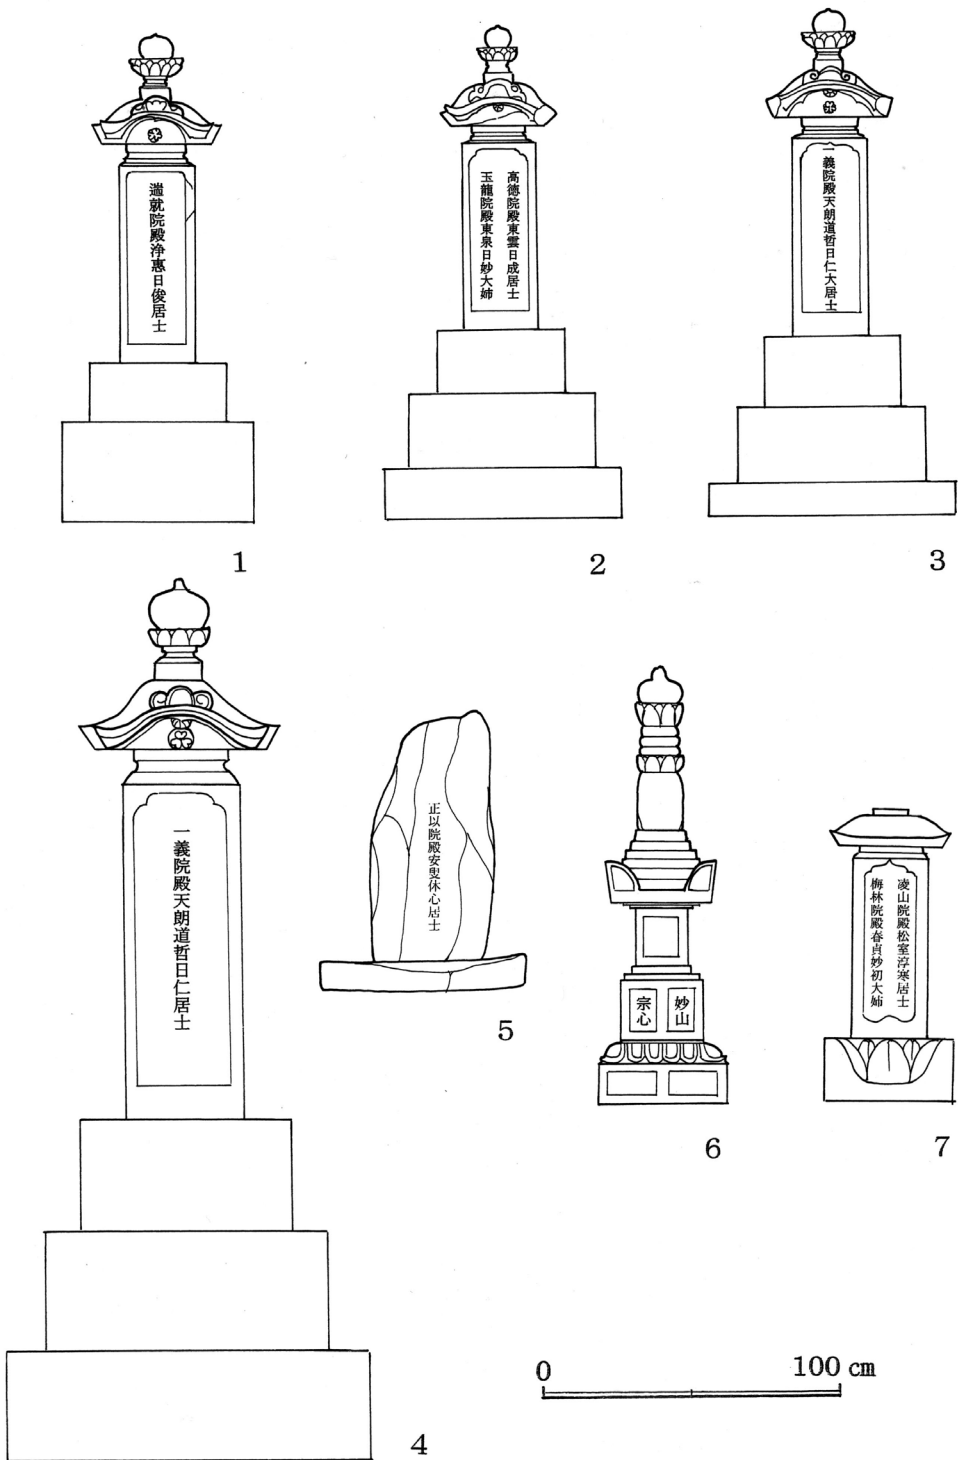 遄就院殿浄惠日俊居士
1
高德院殿東雲日成居士
玉龍院殿東泉日妙大姉
2
一義院殿天朗道哲日仁大居士
3
一義院殿天朗道哲日仁居士
4
正以院殿安叟休心居士
5
妙山
宗心
6
凌山院殿松室淳寒居士
梅林院殿春貞妙初大姉
7
0 100 cm